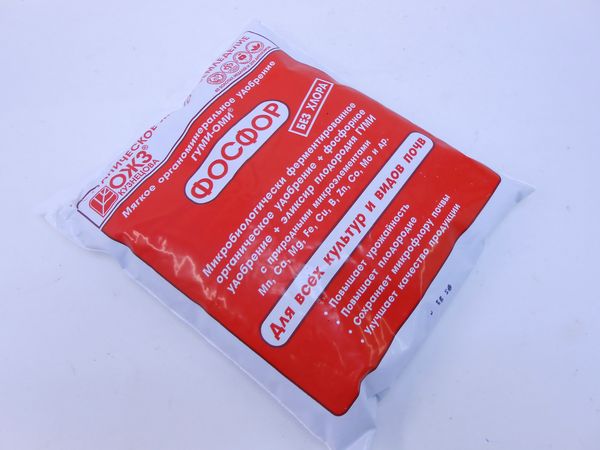 ОЖЗ®
КУЗНЕЦОВА
Мягкое органоминеральное удобрение
ГУМИ-ОМИ®
ФОСФОР
БЕЗ ХЛОРА
Микробиологически ферментированное
органическое удобрение + фосфорное
удобрение + эликсир плодородия ГУМИ
с природными микроэлементами
Mn, Ca, Mg, Fe, Cu, B, Zn, Co, Mo и др.
Для всех культур и видов почв
• Повышает урожайность
• Повышает плодородие
• Сохраняет микрофлору почвы
• Улучшает качество продукции